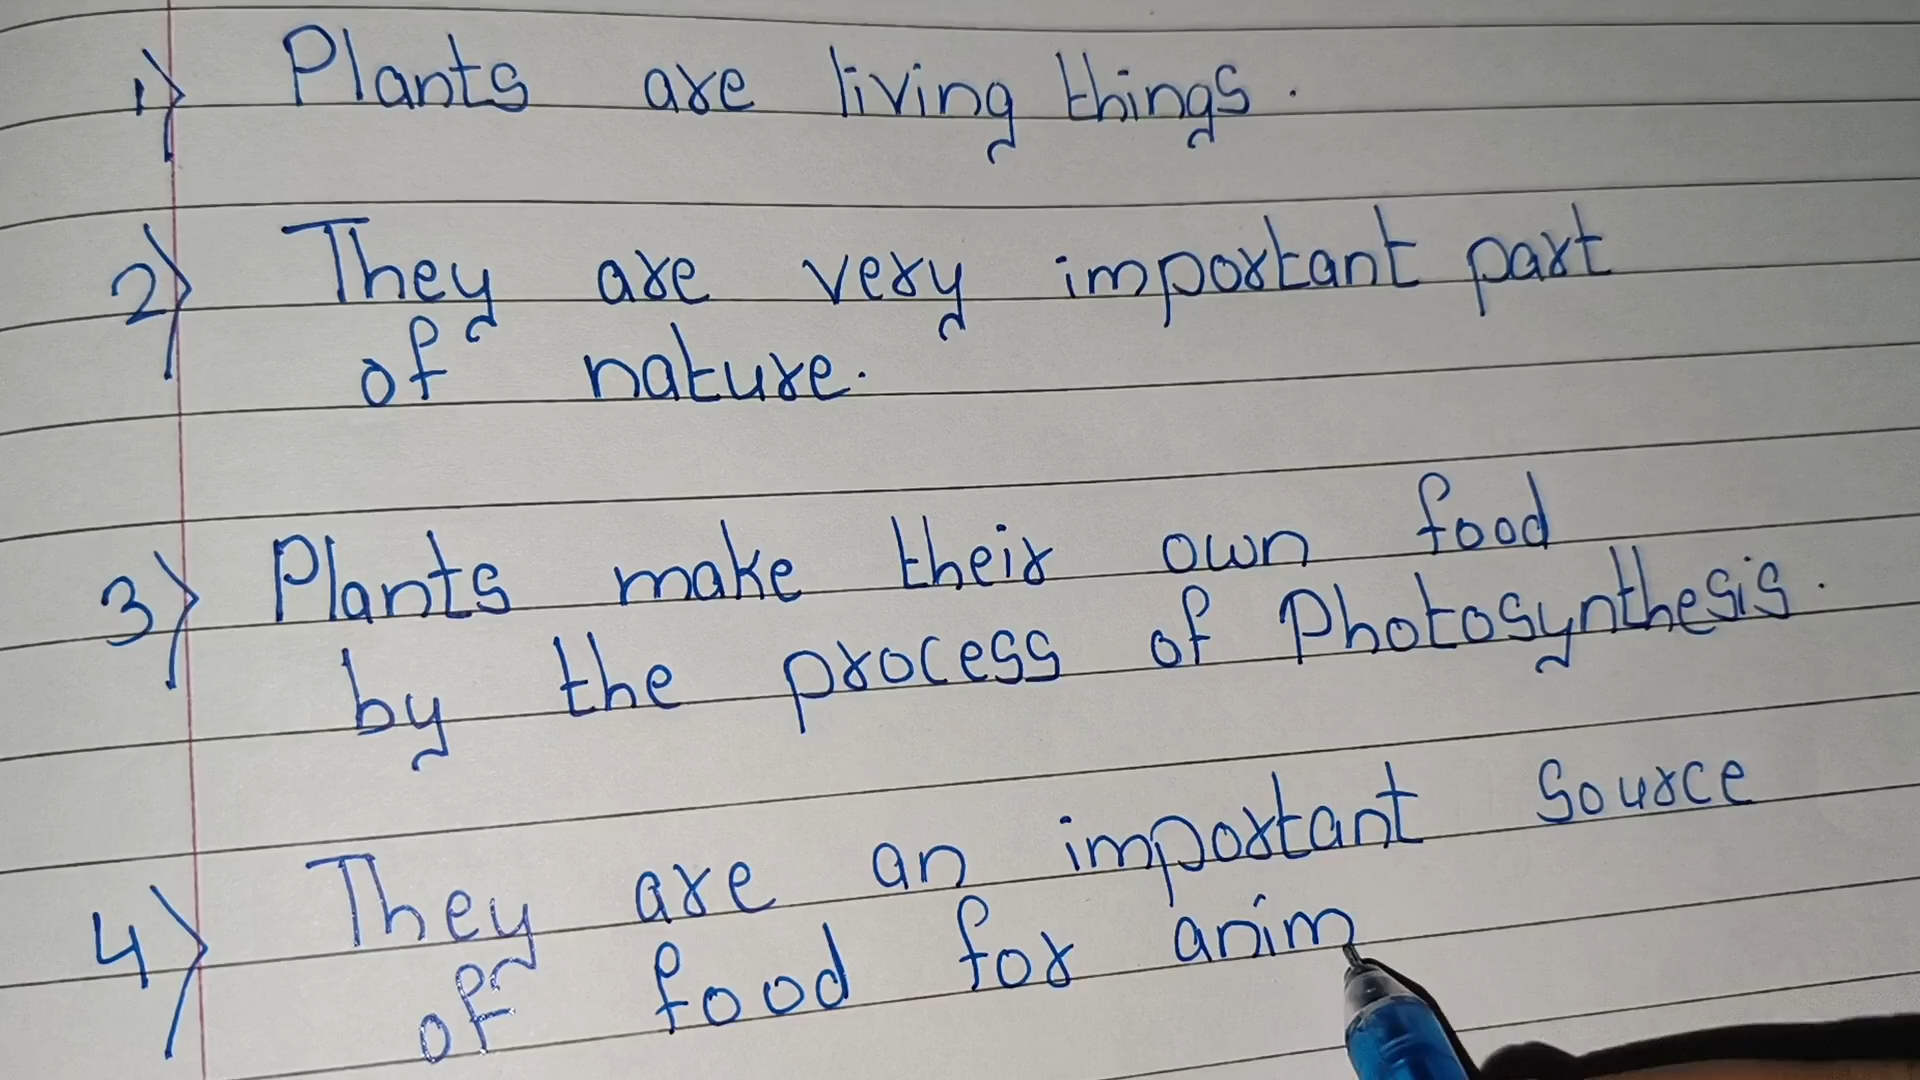 1) Plants are living things.
2) They are very important part
of nature.
3) Plants make their own food
by the process of Photosynthesis.
4) They are an important Source
of food for anim